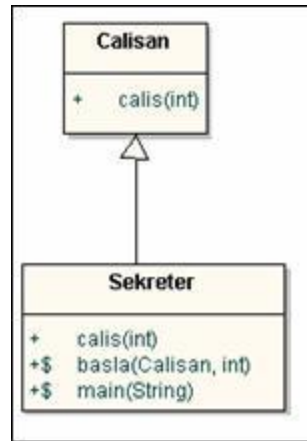 Calisan
+ calis(int)
Sekreter
+ calis(int)
+$ basla(Calisan, int)
+$ main(String)